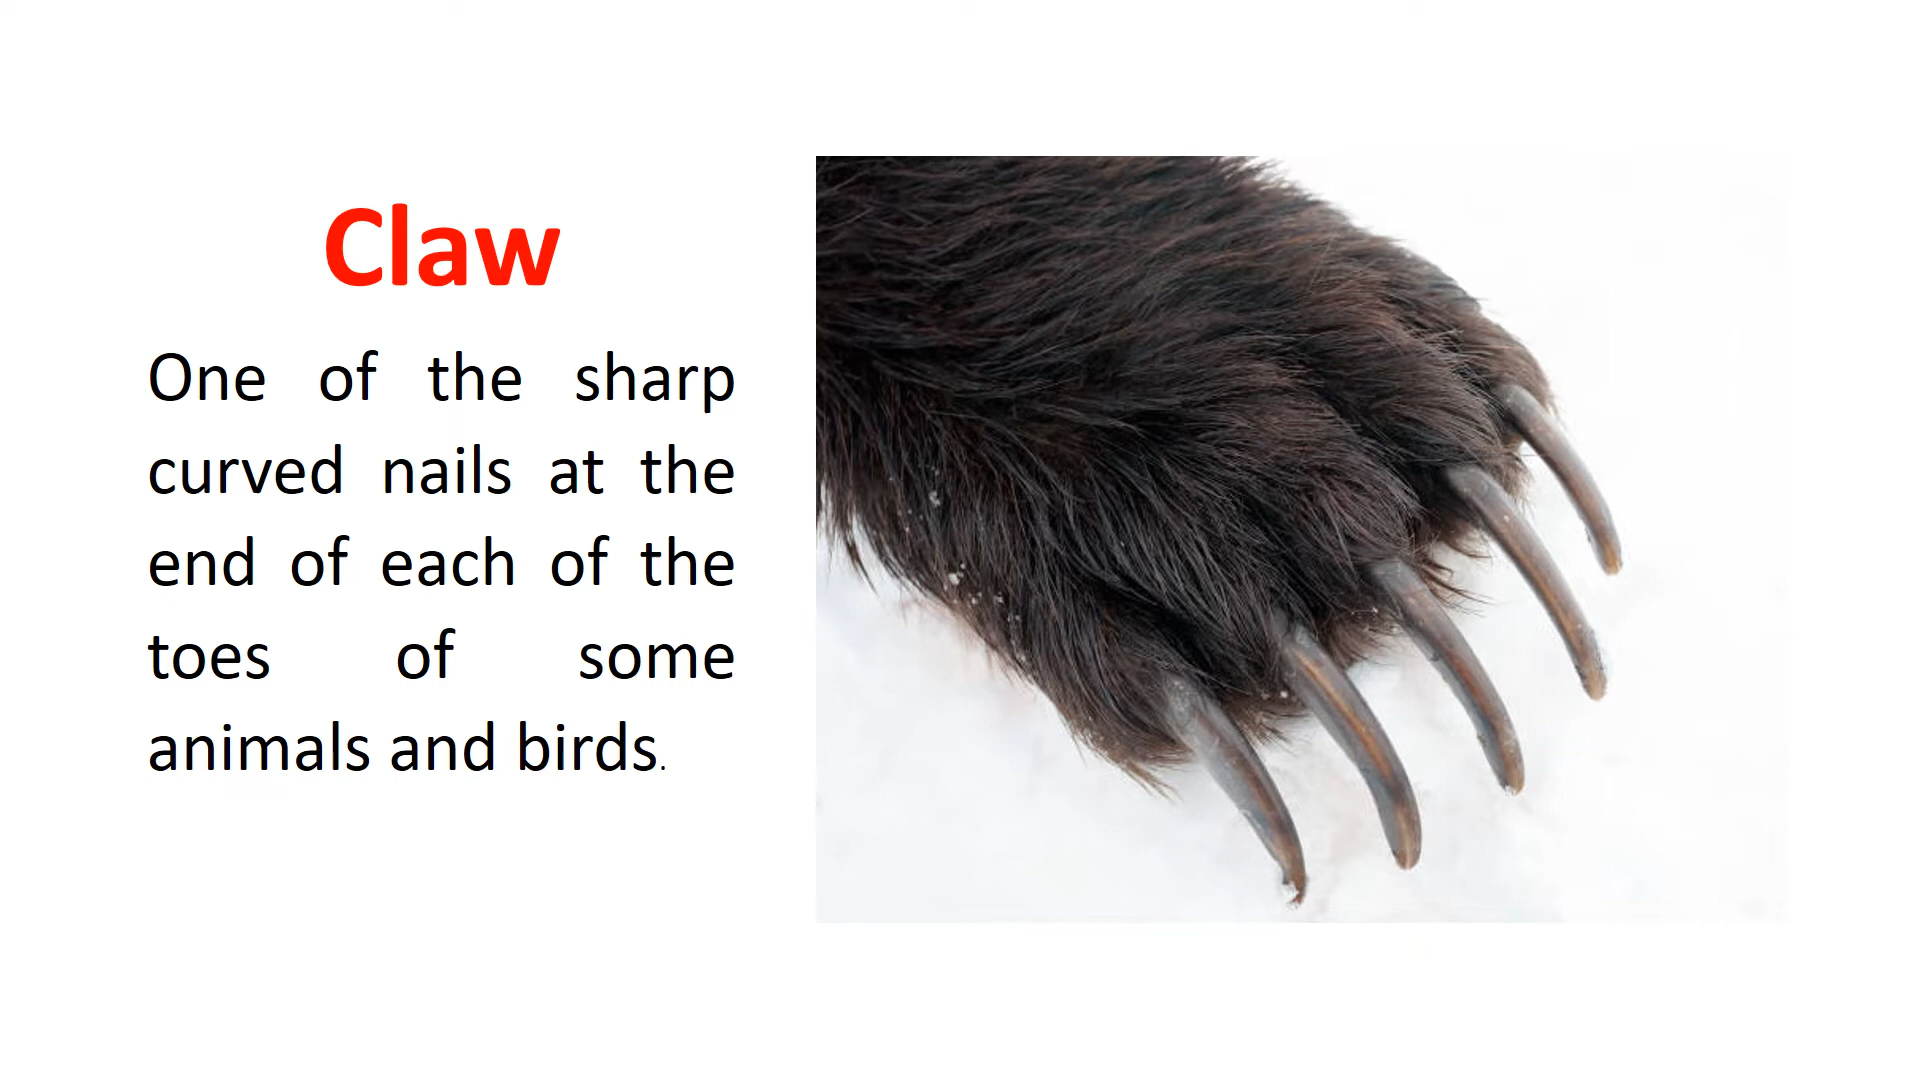 Claw
One of the sharp
curved nails at the
end of each of the
toes of some
animals and birds.